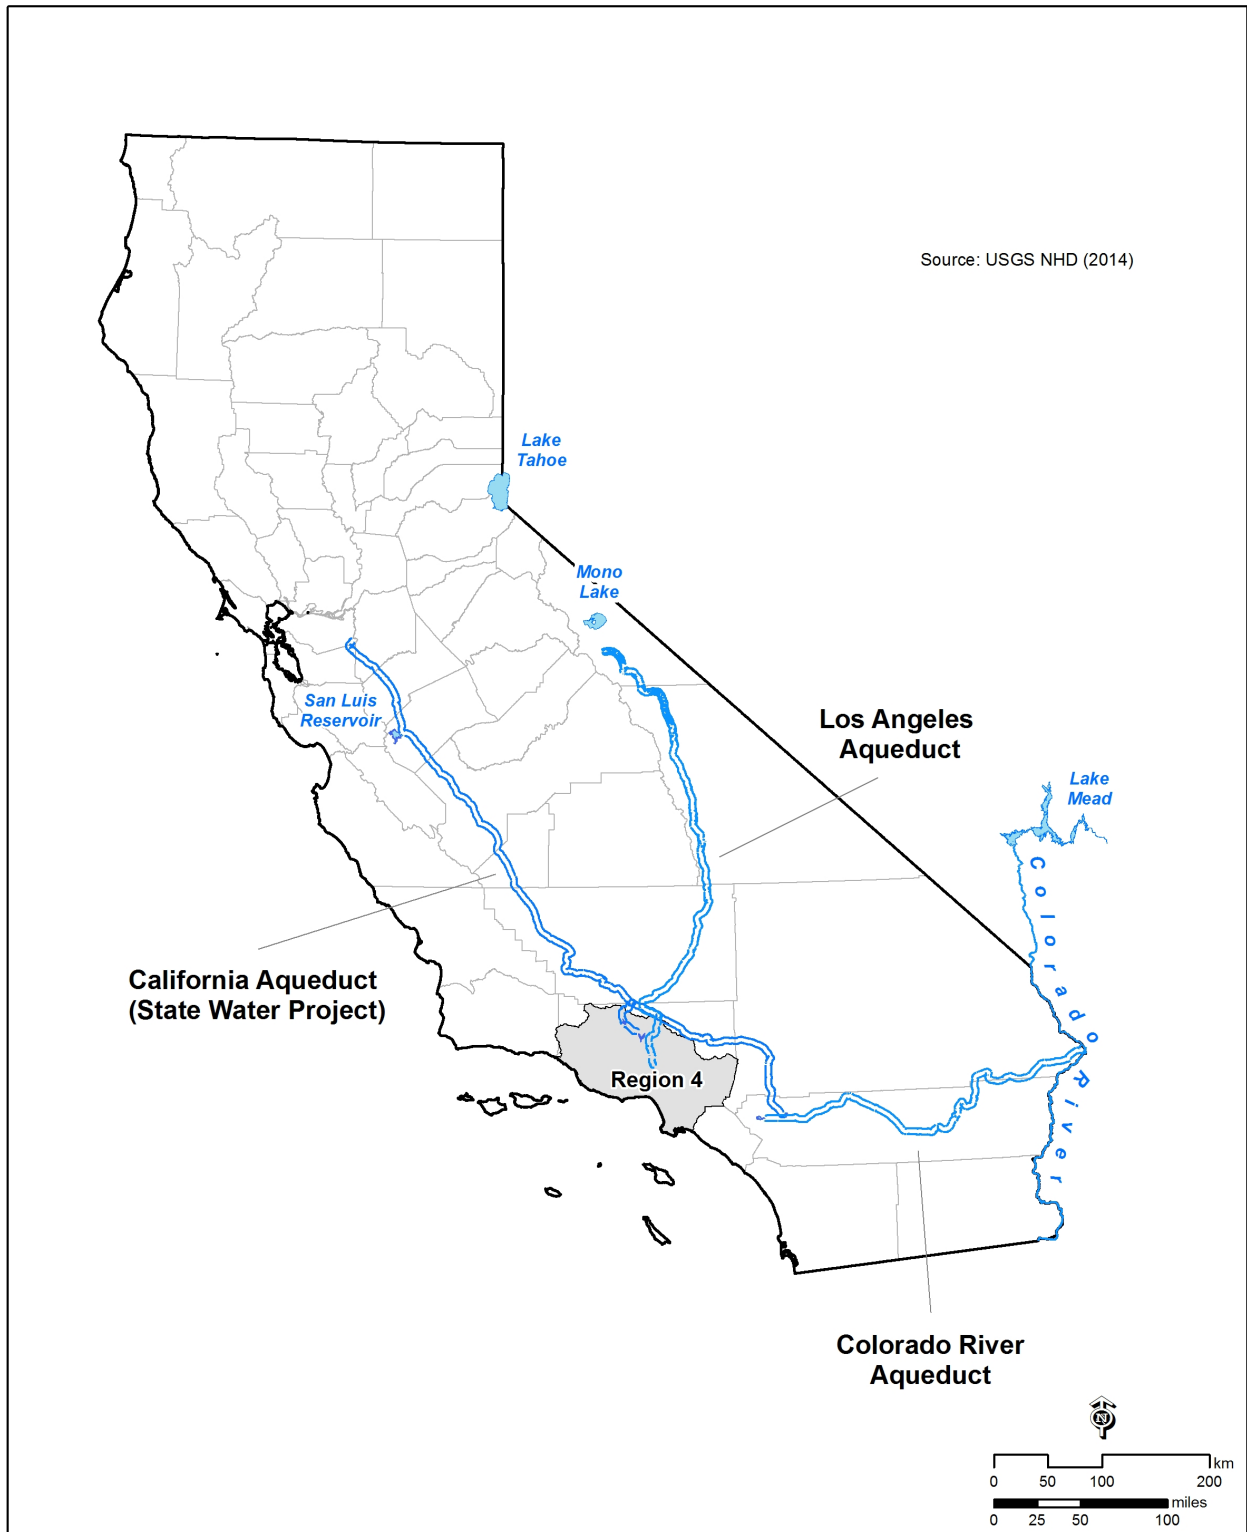 Source: USGS NHD (2014)
Lake
Tahoe
Mono
Lake
San Luis
Reservoir
Los Angeles
Aqueduct
Lake
Mead
Colorado River
California Aqueduct
(State Water Project)
Region 4
Colorado River
Aqueduct
N
km
0 50 100 200
miles
0 25 50 100